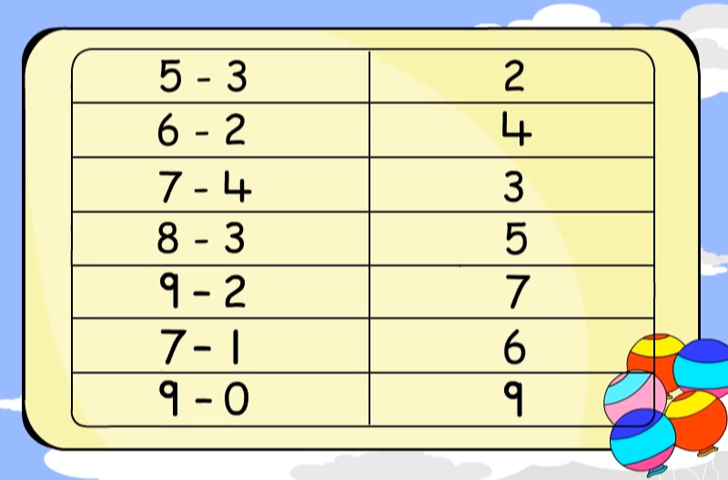 5 - 3 2
6 - 2 4
7 - 4 3
8 - 3 5
9 - 2 7
7 - 1 6
9 - 0 9